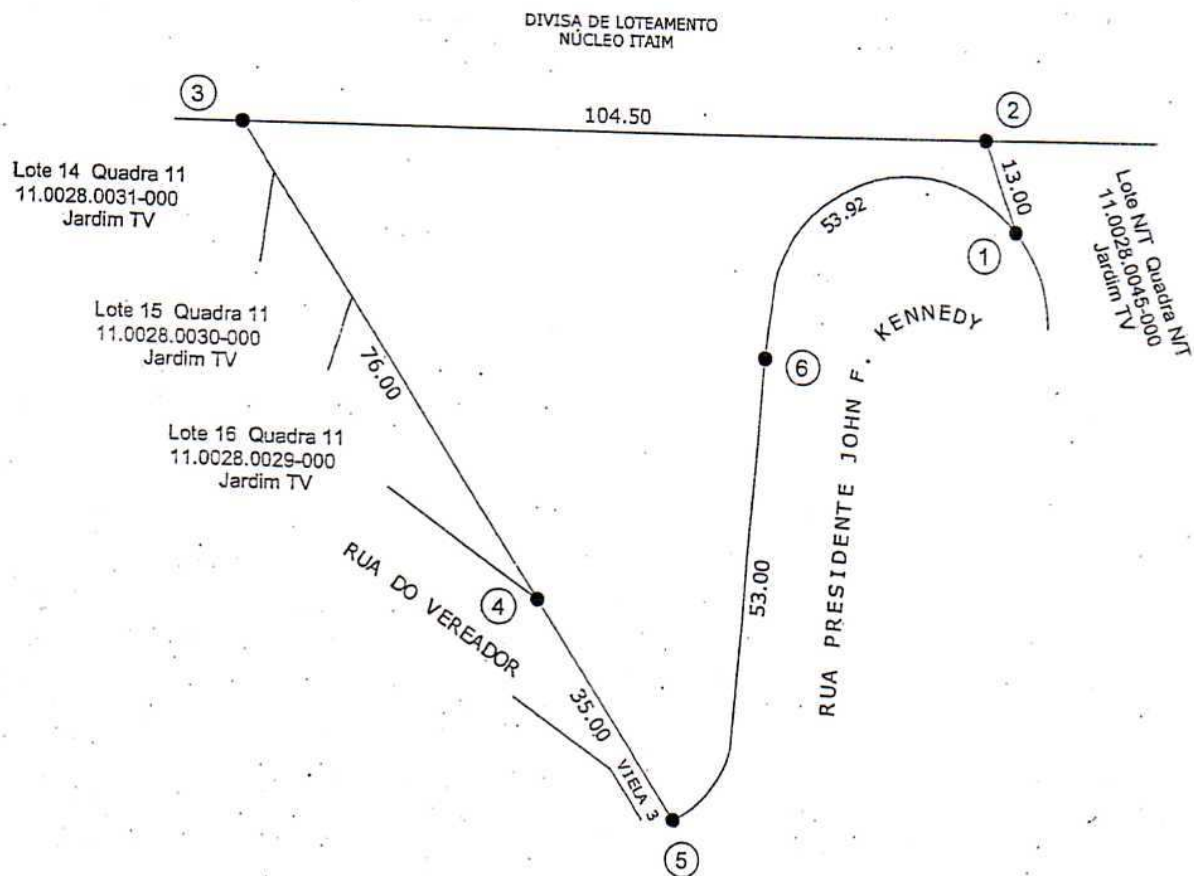 DIVISA DE LOTEAMENTO
NÚCLEO ITAIM
3
104.50
2
13.00
Lote N/T Quadra N/T
11.0028.0045-000
Jardim TV
Lote 14 Quadra 11
11.0028.0031-000
Jardim TV
53.92
1
Lote 15 Quadra 11
11.0028.0030-000
Jardim TV
76.00
6
RUA PRESIDENTE JOHN F. KENNEDY
Lote 16 Quadra 11
11.0028.0029-000
Jardim TV
RUA DO VEREADOR
4
53.00
35.00
VIELA 3
5